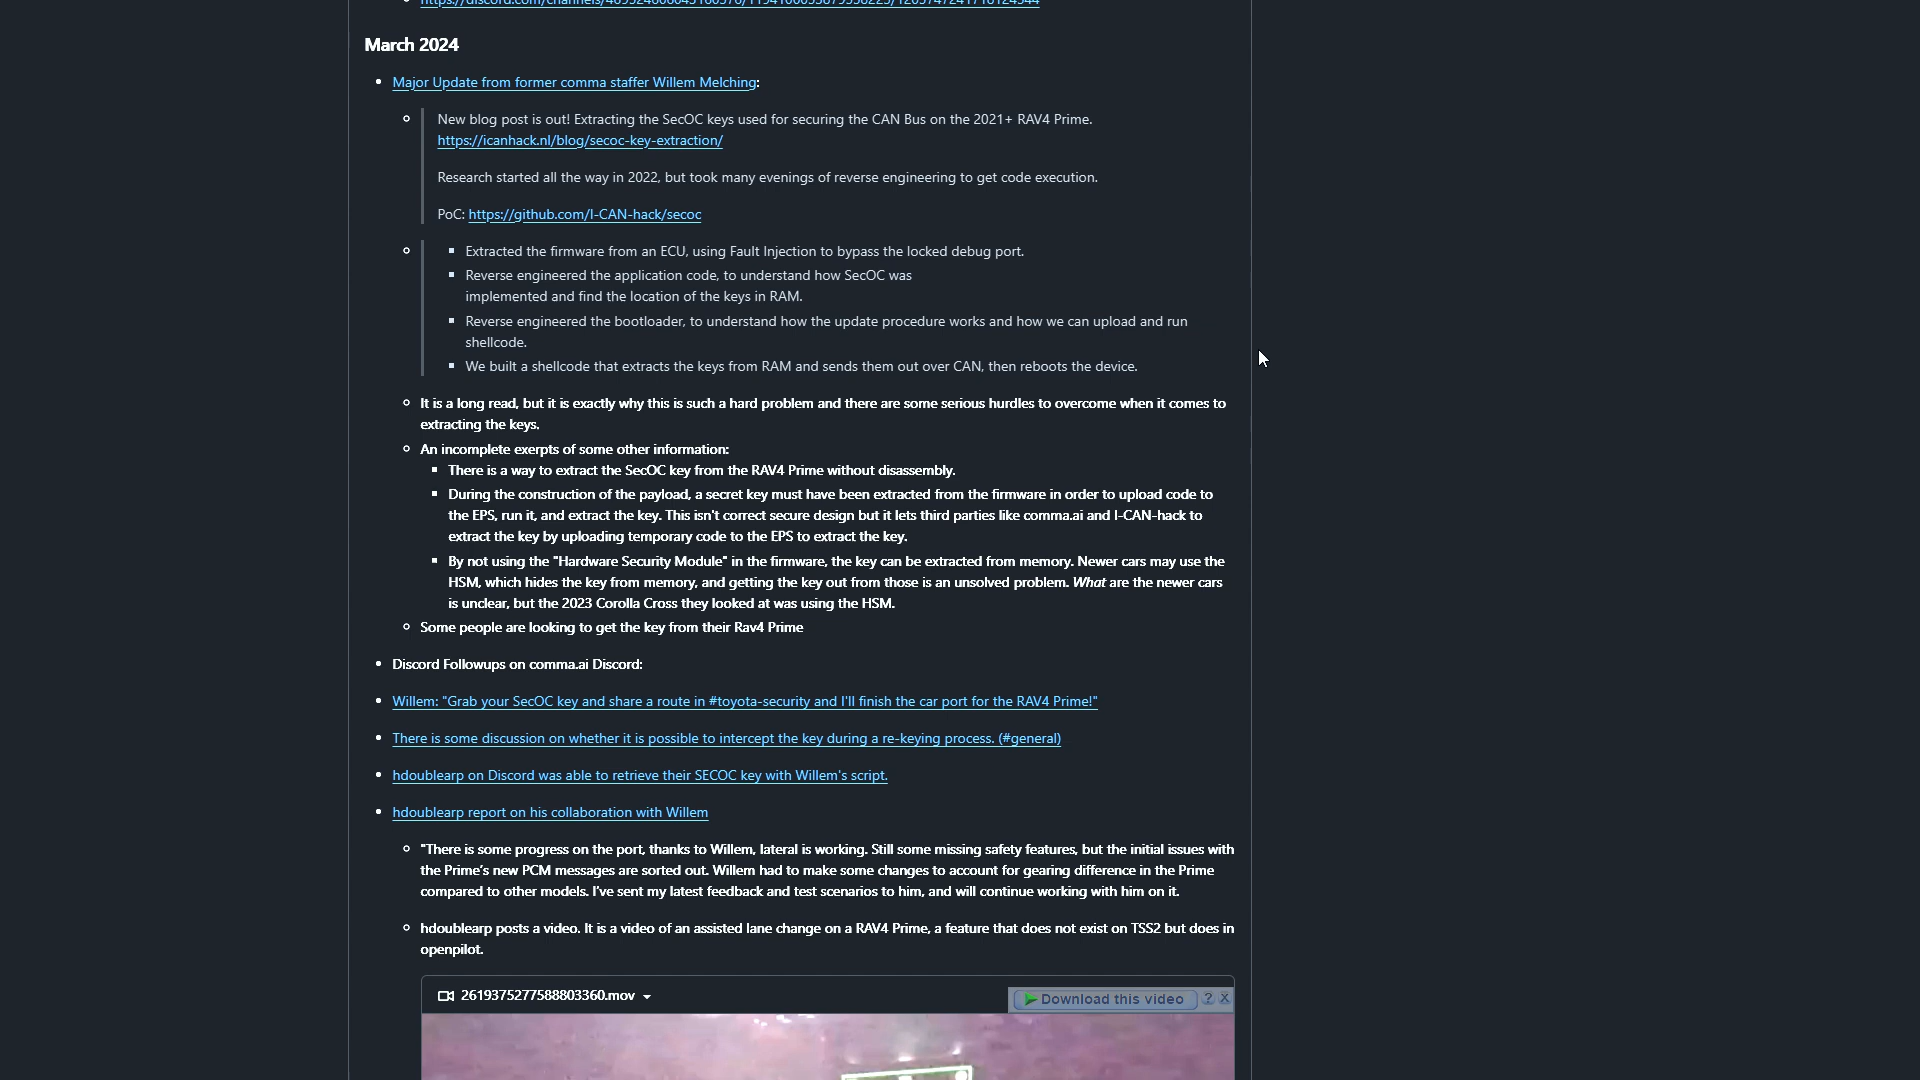 March 2024
Major Update from former comma staffer Willem Melching:
New blog post is out! Extracting the SecOC keys used for securing the CAN Bus on the 2021+ RAV4 Prime.
https://icanhack.nl/blog/secoc-key-extraction/
Research started all the way in 2022, but took many evenings of reverse engineering to get code execution.
PoC: https://github.com/I-CAN-hack/secoc
Extracted the firmware from an ECU, using Fault Injection to bypass the locked debug port.
Reverse engineered the application code, to understand how SecOC was
implemented and find the location of the keys in RAM.
Reverse engineered the bootloader, to understand how the update procedure works and how we can upload and run
shellcode.
We built a shellcode that extracts the keys from RAM and sends them out over CAN, then reboots the device.
It is a long read, but it is exactly why this is such a hard problem and there are some serious hurdles to overcome when it comes to
extracting the keys.
An incomplete exerpts of some other information:
There is a way to extract the SecOC key from the RAV4 Prime without disassembly.
During the construction of the payload, a secret key must have been extracted from the firmware in order to upload code to
the EPS, run it, and extract the key. This isn't correct secure design but it lets third parties like comma.ai and I-CAN-hack to
extract the key by uploading temporary code to the EPS to extract the key.
By not using the "Hardware Security Module" in the firmware, the key can be extracted from memory. Newer cars may use the
HSM, which hides the key from memory, and getting the key out from those is an unsolved problem. What are the newer cars
is unclear, but the 2023 Corolla Cross they looked at was using the HSM.
Some people are looking to get the key from their Rav4 Prime
Discord Followups on comma.ai Discord:
Willem: "Grab your SecOC key and share a route in #toyota-security and I'll finish the car port for the RAV4 Prime!"
There is some discussion on whether it is possible to intercept the key during a re-keying process. (#general)
hdoublearp on Discord was able to retrieve their SECOC key with Willem's script.
hdoublearp report on his collaboration with Willem
"There is some progress on the port, thanks to Willem, lateral is working. Still some missing safety features, but the initial issues with
the Prime’s new PCM messages are sorted out. Willem had to make some changes to account for gearing difference in the Prime
compared to other models. I’ve sent my latest feedback and test scenarios to him, and will continue working with him on it.
hdoublearp posts a video. It is a video of an assisted lane change on a RAV4 Prime, a feature that does not exist on TSS2 but does in
openpilot.
2619375277588803360.mov
Download this video ? X